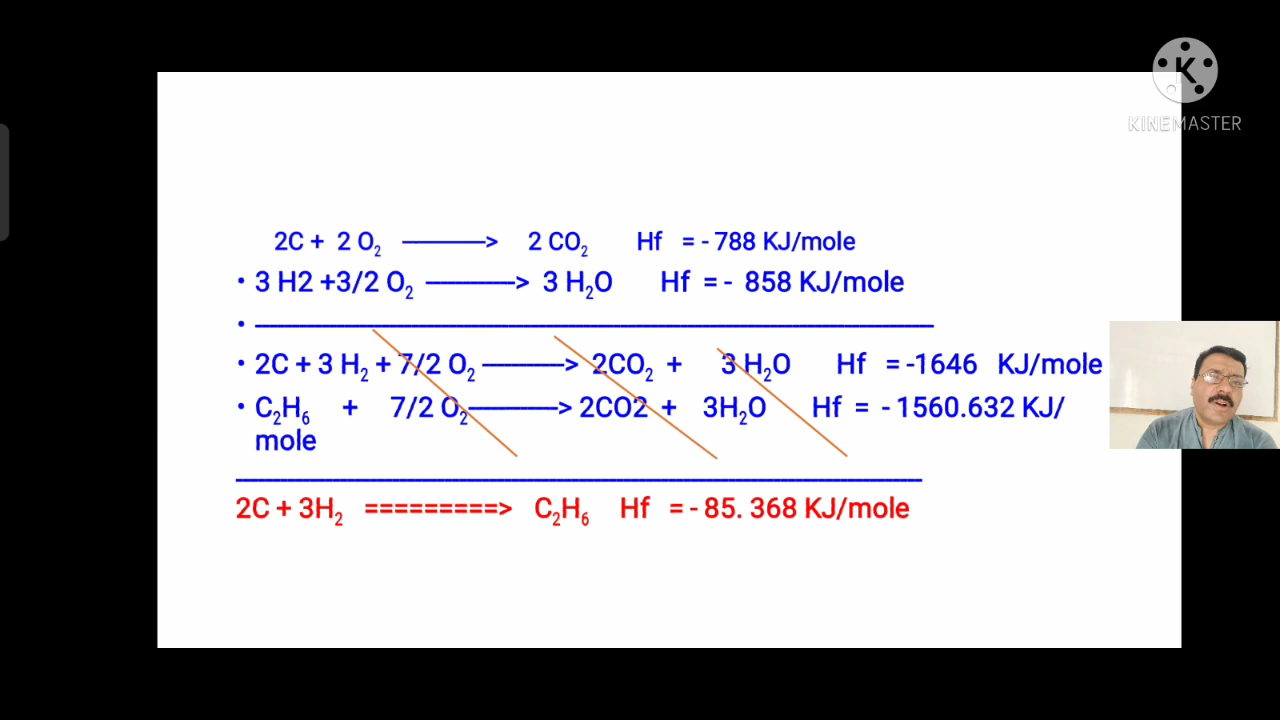 KINEMASTER
2C + 2 O₂ ————> 2 CO₂ Hf = - 788 KJ/mole
• 3 H2 +3/2 O₂ ————> 3 H₂O Hf = - 858 KJ/mole
• ————————————————————————
• 2C + 3 H₂ + 7/2 O₂ ————> 2CO₂ + 3 H₂O Hf = -1646 KJ/mole
• C₂H₆ + 7/2 O₂————> 2CO2 + 3H₂O Hf = - 1560.632 KJ/
mole
————————————————————————
2C + 3H₂ =========> C₂H₆ Hf = - 85. 368 KJ/mole